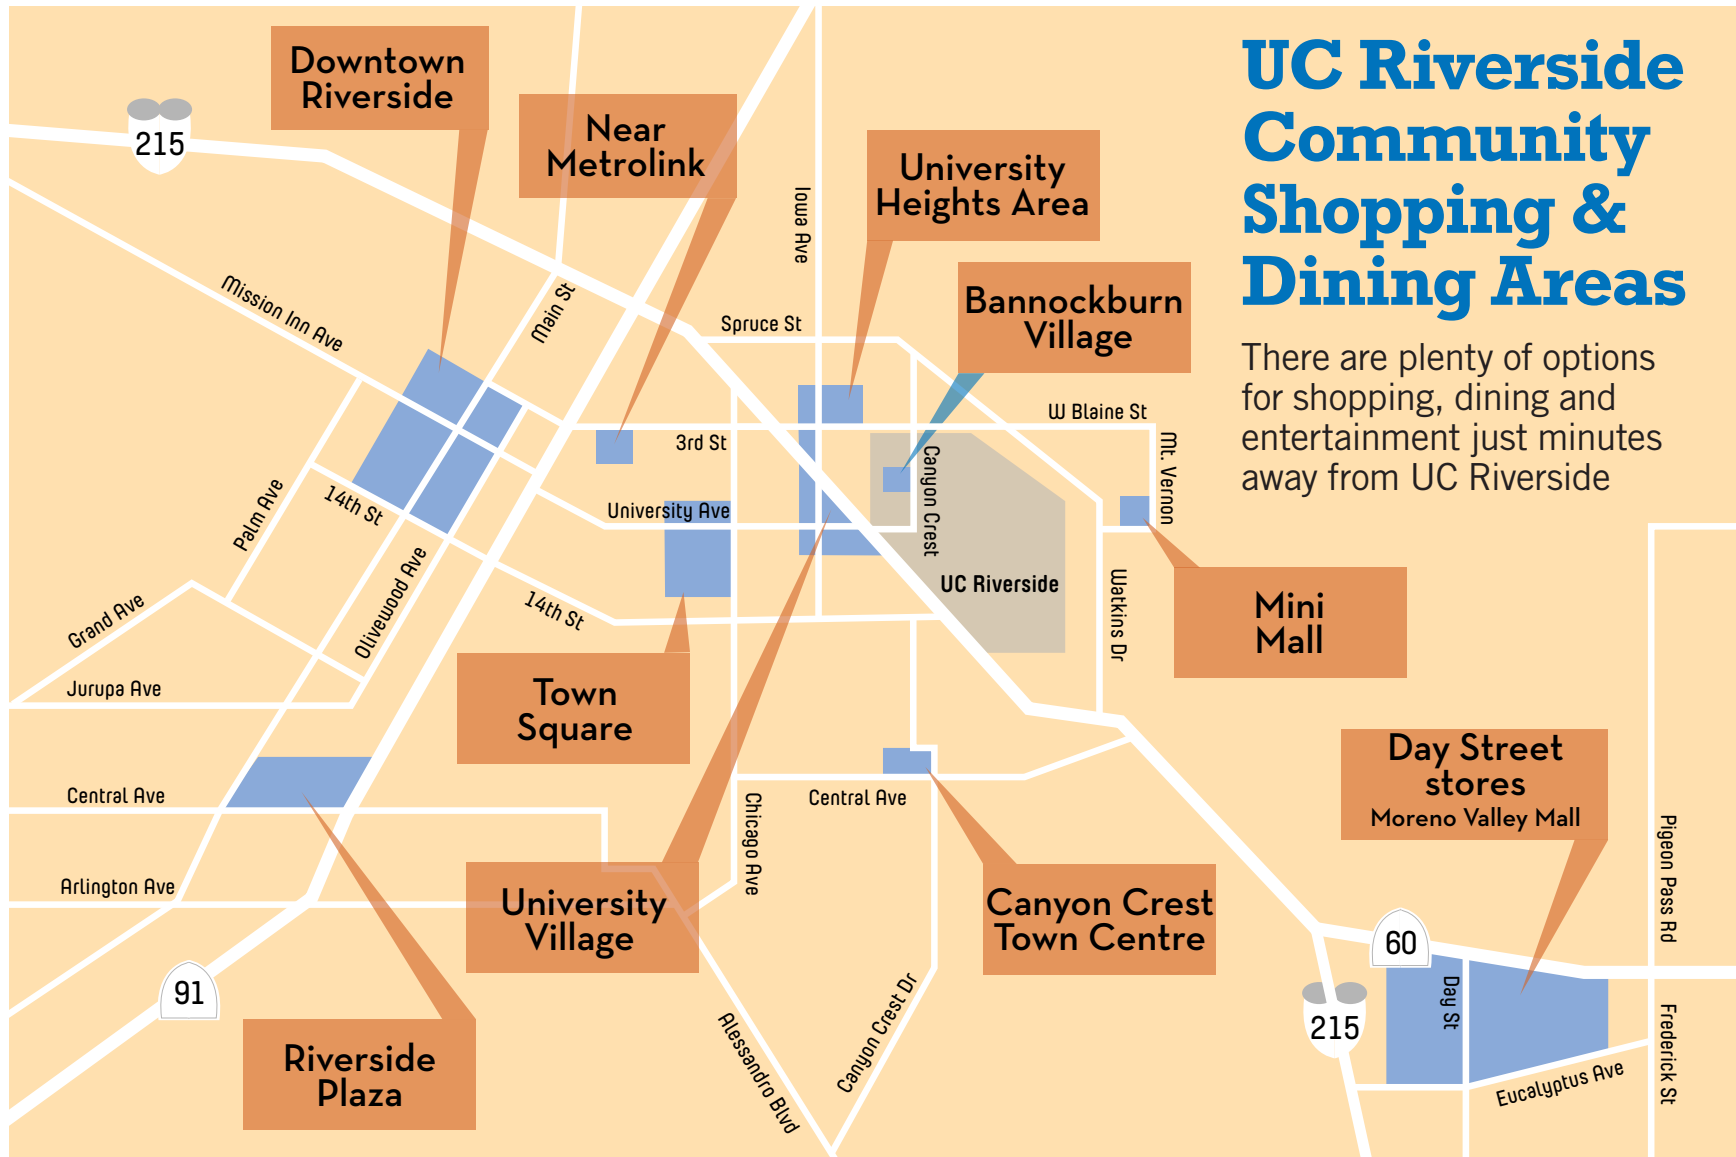 UC Riverside
Community
Shopping &
Dining Areas
There are plenty of options
for shopping, dining and
entertainment just minutes
away from UC Riverside
Downtown
Riverside
215
Near
Metrolink
University
Heights Area
Iowa Ave
Bannockburn
Village
Mission Inn Ave
Main St
Spruce St
W Blaine St
3rd St
Mt. Vernon
Canyon Crest
Palm Ave
14th St
University Ave
UC Riverside
Watkins Dr
Olivewood Ave
14th St
Grand Ave
Mini
Mall
Jurupa Ave
Town
Square
Day Street
stores
Moreno Valley Mall
Central Ave
Central Ave
Chicago Ave
Pigeon Pass Rd
Arlington Ave
University
Village
Canyon Crest
Town Centre
60
91
Day St
215
Frederick St
Canyon Crest Dr
Alessandro Blvd
Riverside
Plaza
Eucalyptus Ave